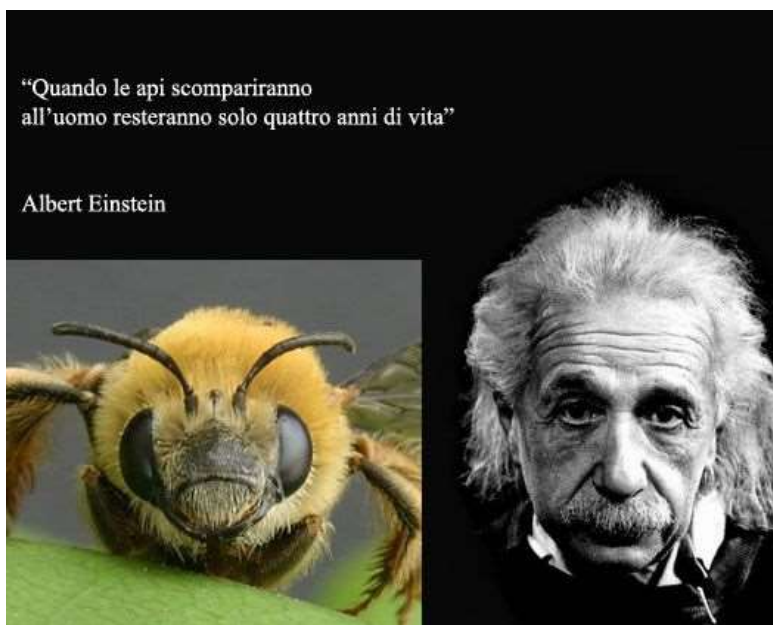 “Quando le api scompariranno
all’uomo resteranno solo quattro anni di vita”
Albert Einstein